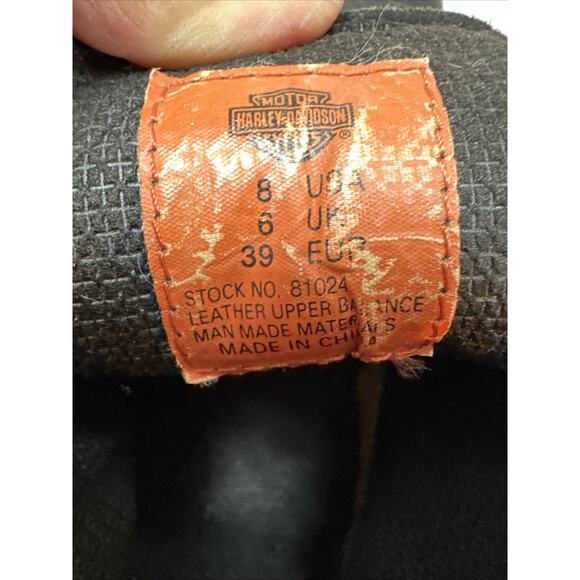 MOTOR
HARLEY-DAVIDSON
®
8 USA
6 UK
39 EUR
STOCK NO. 81024
LEATHER UPPER BALANCE
MAN MADE MATERIALS
MADE IN CHINA